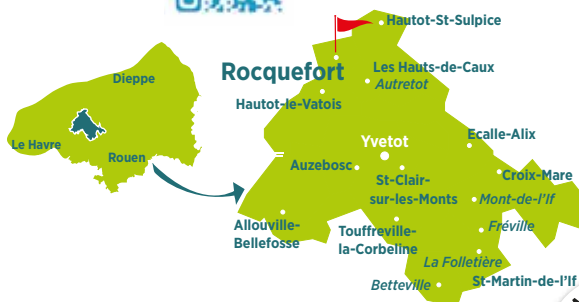 Hautot-St-Sulpice
Rocquefort
Les Hauts-de-Caux
Autretot
Hautot-le-Vatois
Dieppe
Le Havre
Rouen
Yvetot
Ecalle-Alix
Auzebosc
St-Clair-
sur-les-Monts
Croix-Mare
Mont-de-l'If
Allouville-
Bellefosse
Touffreville-
la-Corbeline
Fréville
La Folletière
Betteville
St-Martin-de-l'If